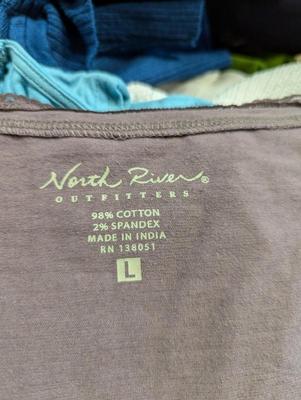 North River®
OUTFITTERS
98% COTTON
2% SPANDEX
MADE IN INDIA
RN 138051
L